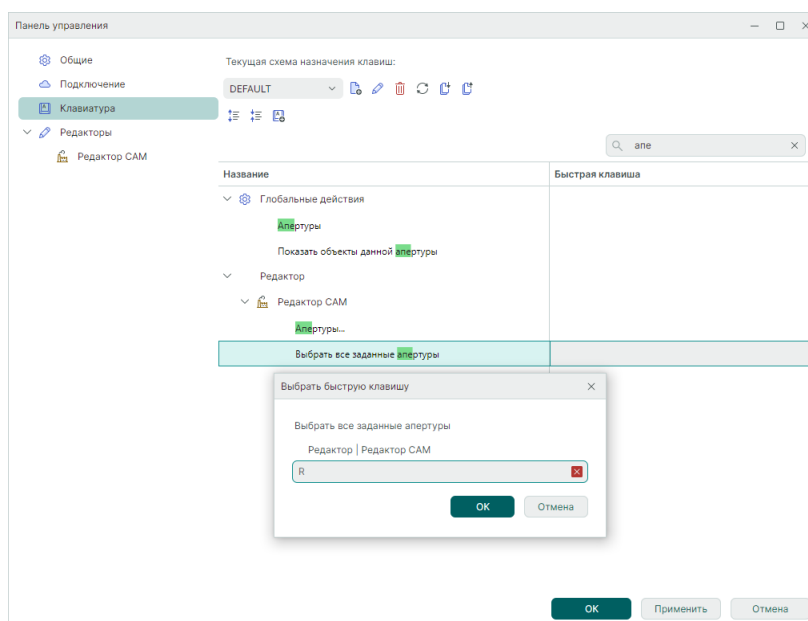 Панель управления
Общие
Подключение
Клавиатура
Редакторы
Редактор CAM
Текущая схема назначения клавиш:
DEFAULT
апе
Название
Быстрая клавиша
Глобальные действия
Апертуры
Показать объекты данной апертуры
Редактор
Редактор CAM
Апертуры...
Выбрать все заданные апертуры
Выбрать быструю клавишу
Выбрать все заданные апертуры
Редактор | Редактор CAM
R
ОК
Отмена
ОК
Применить
Отмена